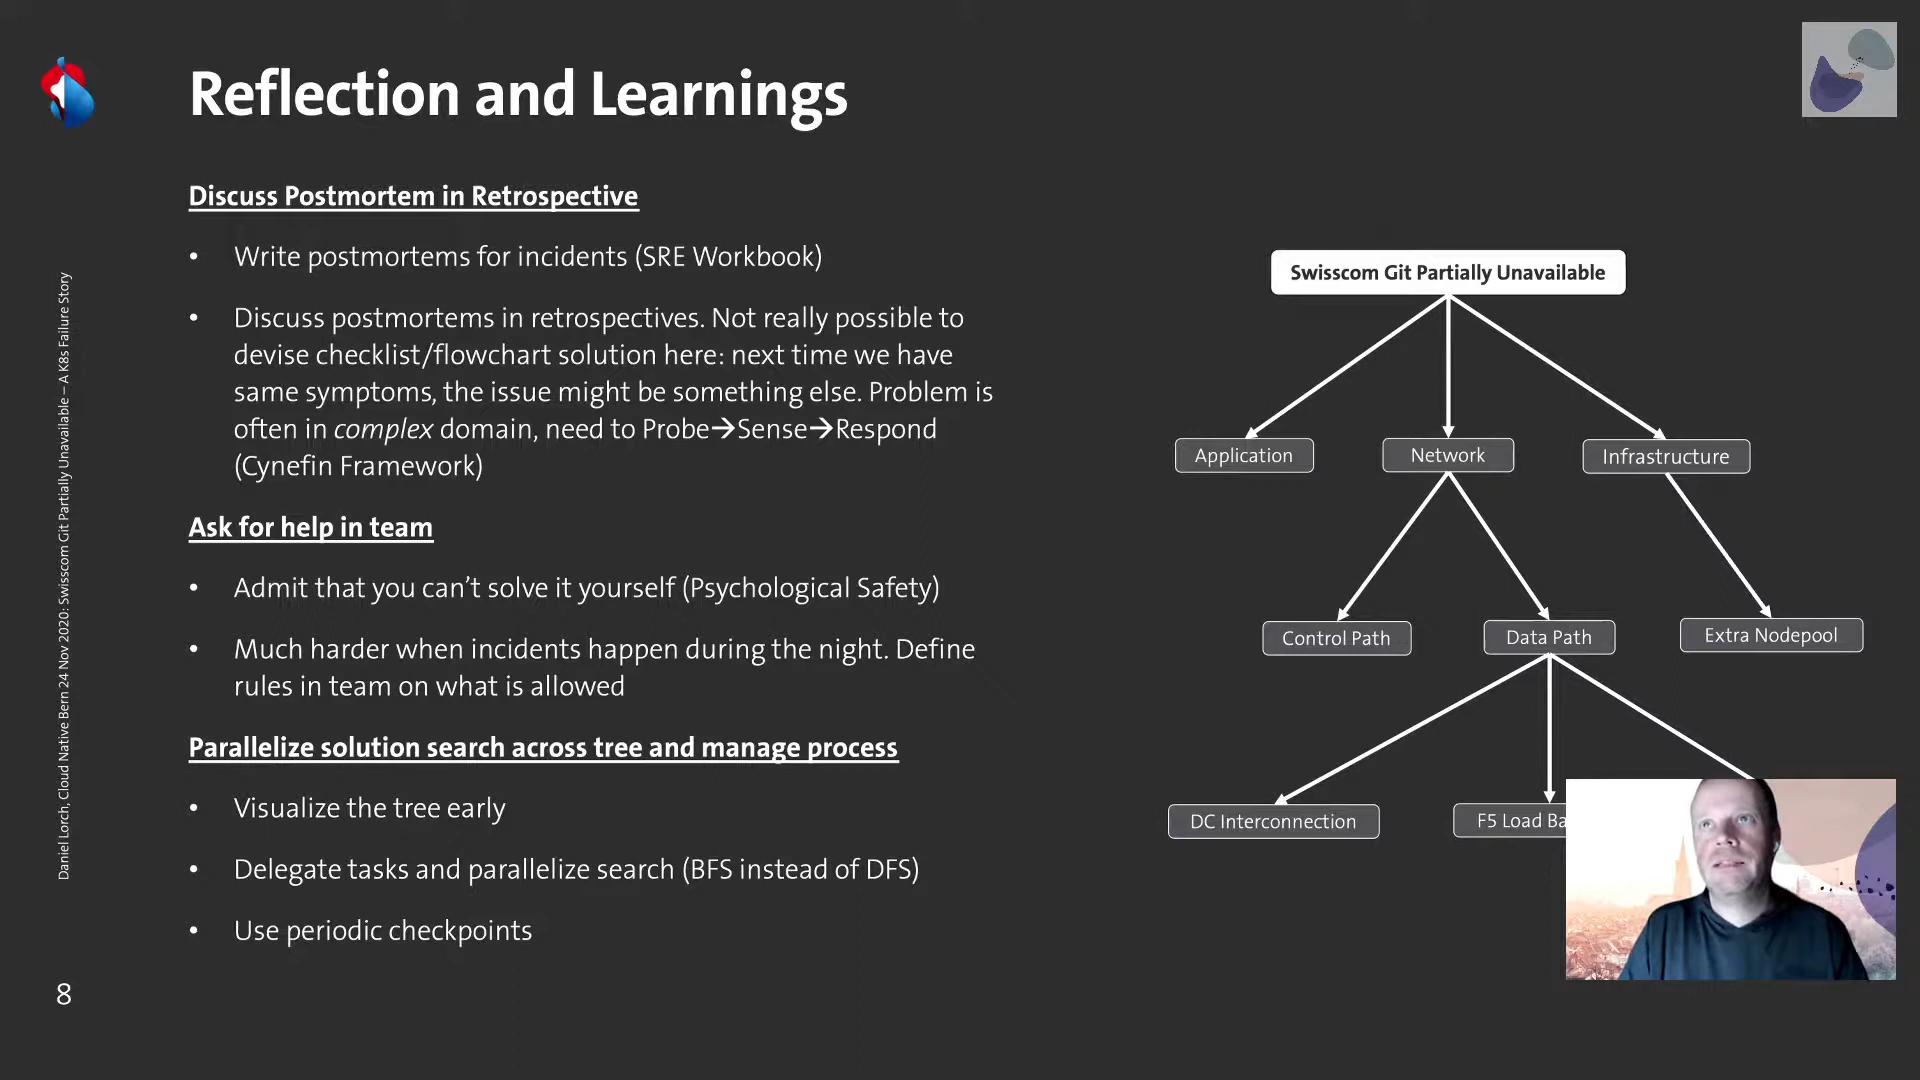 Reflection and Learnings
Discuss Postmortem in Retrospective
• Write postmortems for incidents (SRE Workbook)
• Discuss postmortems in retrospectives. Not really possible to
devise checklist/flowchart solution here: next time we have
same symptoms, the issue might be something else. Problem is
often in complex domain, need to Probe→Sense→Respond
(Cynefin Framework)
Ask for help in team
• Admit that you can’t solve it yourself (Psychological Safety)
• Much harder when incidents happen during the night. Define
rules in team on what is allowed
Parallelize solution search across tree and manage process
• Visualize the tree early
• Delegate tasks and parallelize search (BFS instead of DFS)
• Use periodic checkpoints
Swisscom Git Partially Unavailable
Application
Network
Infrastructure
Control Path
Data Path
Extra Nodepool
DC Interconnection
F5 Load
Daniel Lorch, Cloud Native Bern 24 Nov 2020: Swisscom Git Partially Unavailable – A K8s Failure Story
8